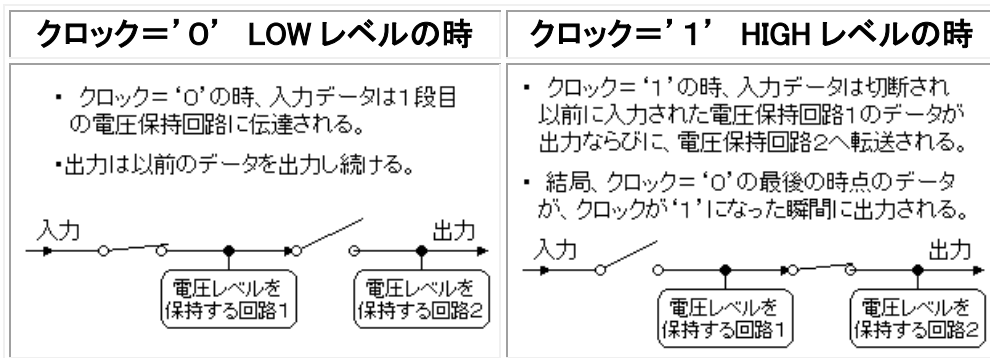 クロック=’0’ LOWレベルの時
・ クロック=‘0’の時、入力データは1段目
の電圧保持回路に伝達される。
・出力は以前のデータを出力し続ける。
入力
出力
電圧レベルを
保持する回路1
電圧レベルを
保持する回路2
クロック=’1’ HIGHレベルの時
・ クロック=‘1’の時、入力データは切断され
以前に入力された電圧保持回路1のデータが
出力ならびに、電圧保持回路2へ転送される。
・ 結局、クロック=‘0’の最後の時点のデータ
が、クロックが‘1’になった瞬間に出力される。
入力
出力
電圧レベルを
保持する回路1
電圧レベルを
保持する回路2